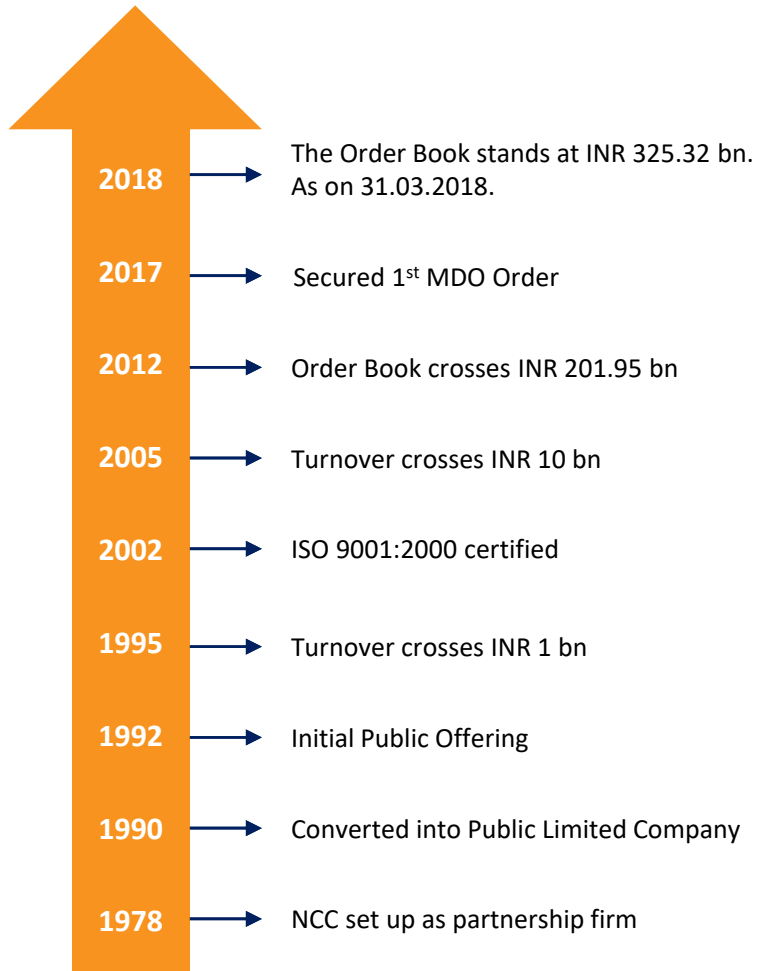 2018
The Order Book stands at INR 325.32 bn.
As on 31.03.2018.
2017
Secured 1st MDO Order
2012
Order Book crosses INR 201.95 bn
2005
Turnover crosses INR 10 bn
2002
ISO 9001:2000 certified
1995
Turnover crosses INR 1 bn
1992
Initial Public Offering
1990
Converted into Public Limited Company
1978
NCC set up as partnership firm